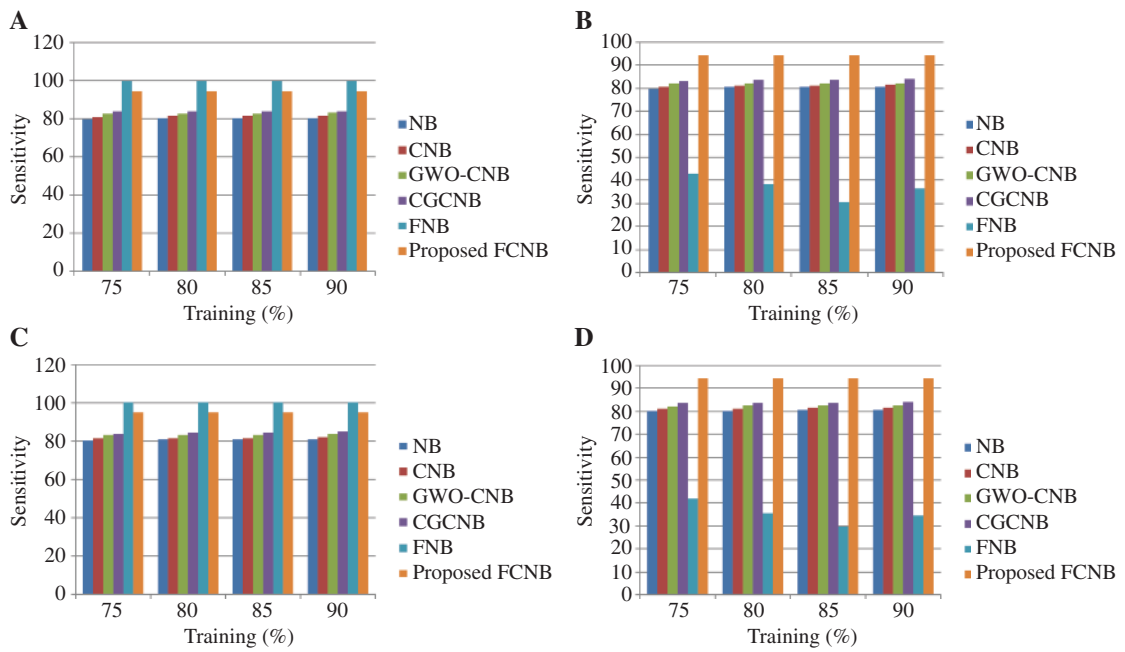 A
120
100
80
60
40
20
0
Sensitivity
75 80 85 90
Training (%)
NB
CNB
GWO-CNB
CGCNB
FNB
Proposed FCNB
B
100
90
80
70
60
50
40
30
20
10
0
Sensitivity
75 80 85 90
Training (%)
NB
CNB
GWO-CNB
CGCNB
FNB
Proposed FCNB
C
120
100
80
60
40
20
0
Sensitivity
75 80 85 90
Training (%)
NB
CNB
GWO-CNB
CGCNB
FNB
Proposed FCNB
D
100
90
80
70
60
50
40
30
20
10
0
Sensitivity
75 80 85 90
Training (%)
NB
CNB
GWO-CNB
CGCNB
FNB
Proposed FCNB